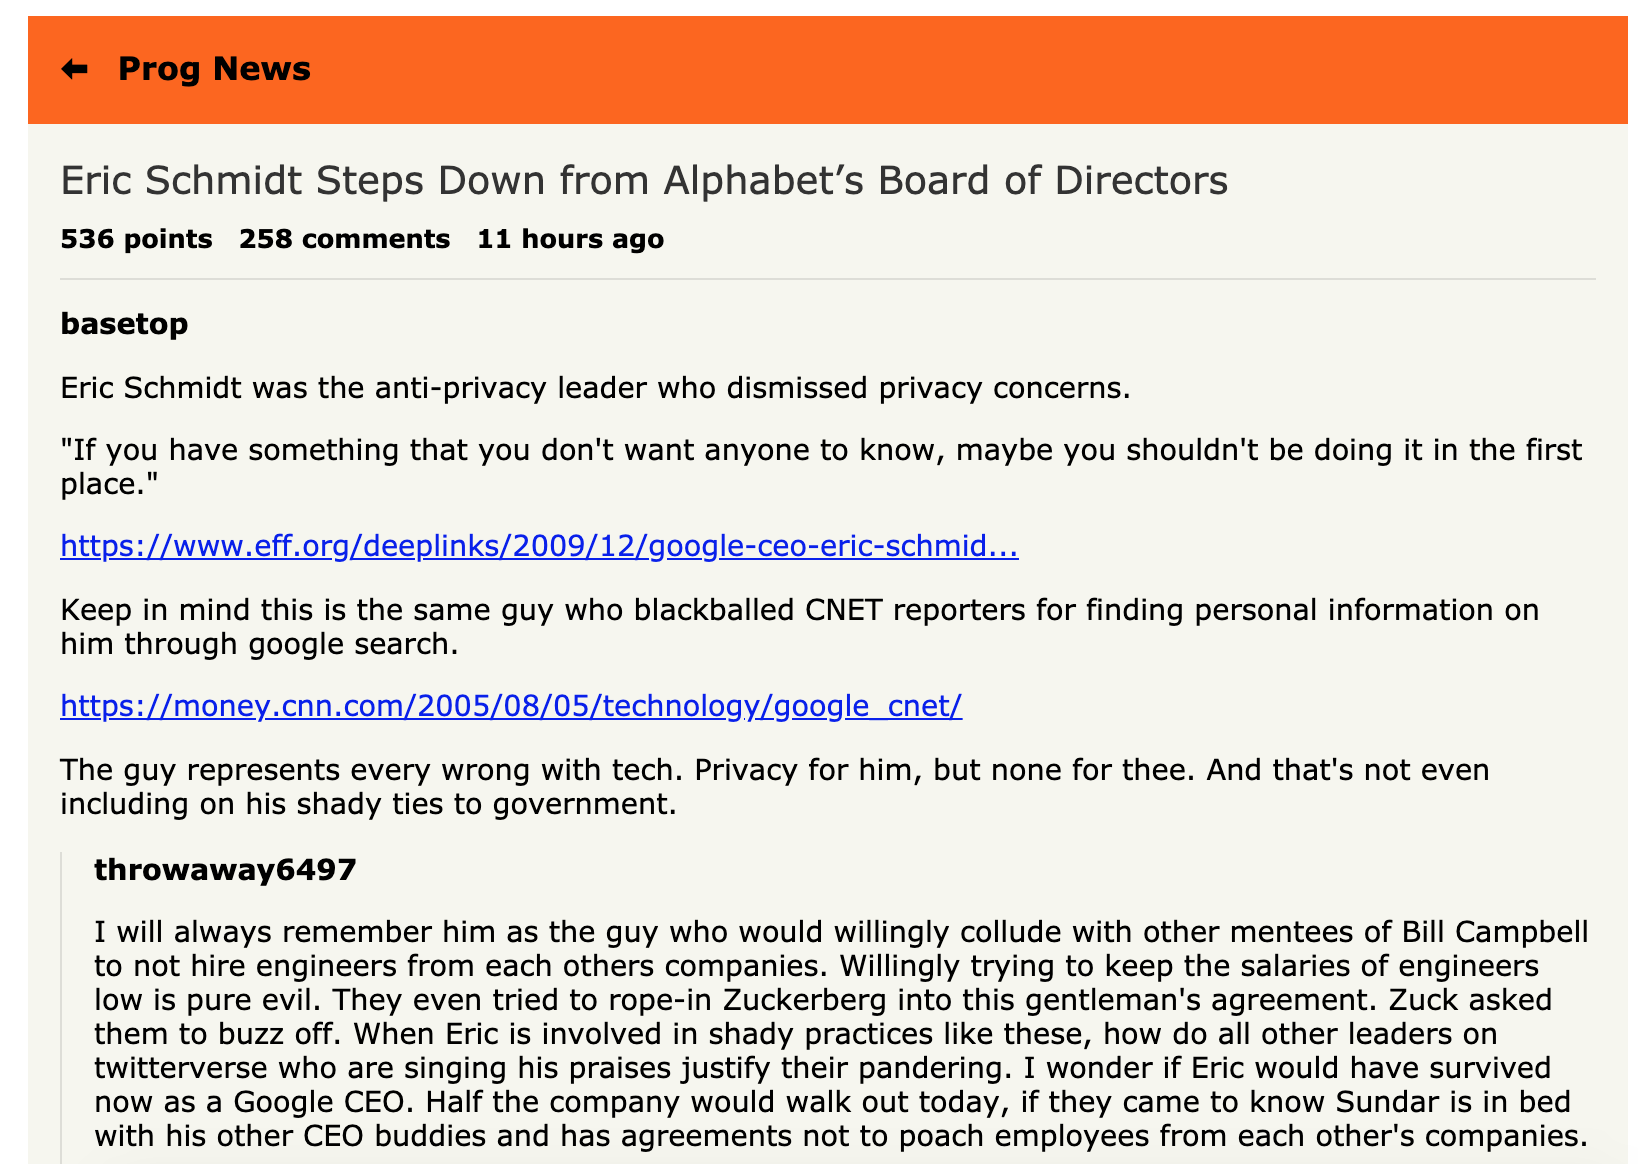 Prog News
Eric Schmidt Steps Down from Alphabet’s Board of Directors
536 points 258 comments 11 hours ago
basetop
Eric Schmidt was the anti-privacy leader who dismissed privacy concerns.
"If you have something that you don't want anyone to know, maybe you shouldn't be doing it in the first
place."
https://www.eff.org/deeplinks/2009/12/google-ceo-eric-schmid...
Keep in mind this is the same guy who blackballed CNET reporters for finding personal information on
him through google search.
https://money.cnn.com/2005/08/05/technology/google_cnet/
The guy represents every wrong with tech. Privacy for him, but none for thee. And that's not even
including on his shady ties to government.
throwaway6497
I will always remember him as the guy who would willingly collude with other mentees of Bill Campbell
to not hire engineers from each others companies. Willingly trying to keep the salaries of engineers
low is pure evil. They even tried to rope-in Zuckerberg into this gentleman's agreement. Zuck asked
them to buzz off. When Eric is involved in shady practices like these, how do all other leaders on
twitterverse who are singing his praises justify their pandering. I wonder if Eric would have survived
now as a Google CEO. Half the company would walk out today, if they came to know Sundar is in bed
with his other CEO buddies and has agreements not to poach employees from each other's companies.